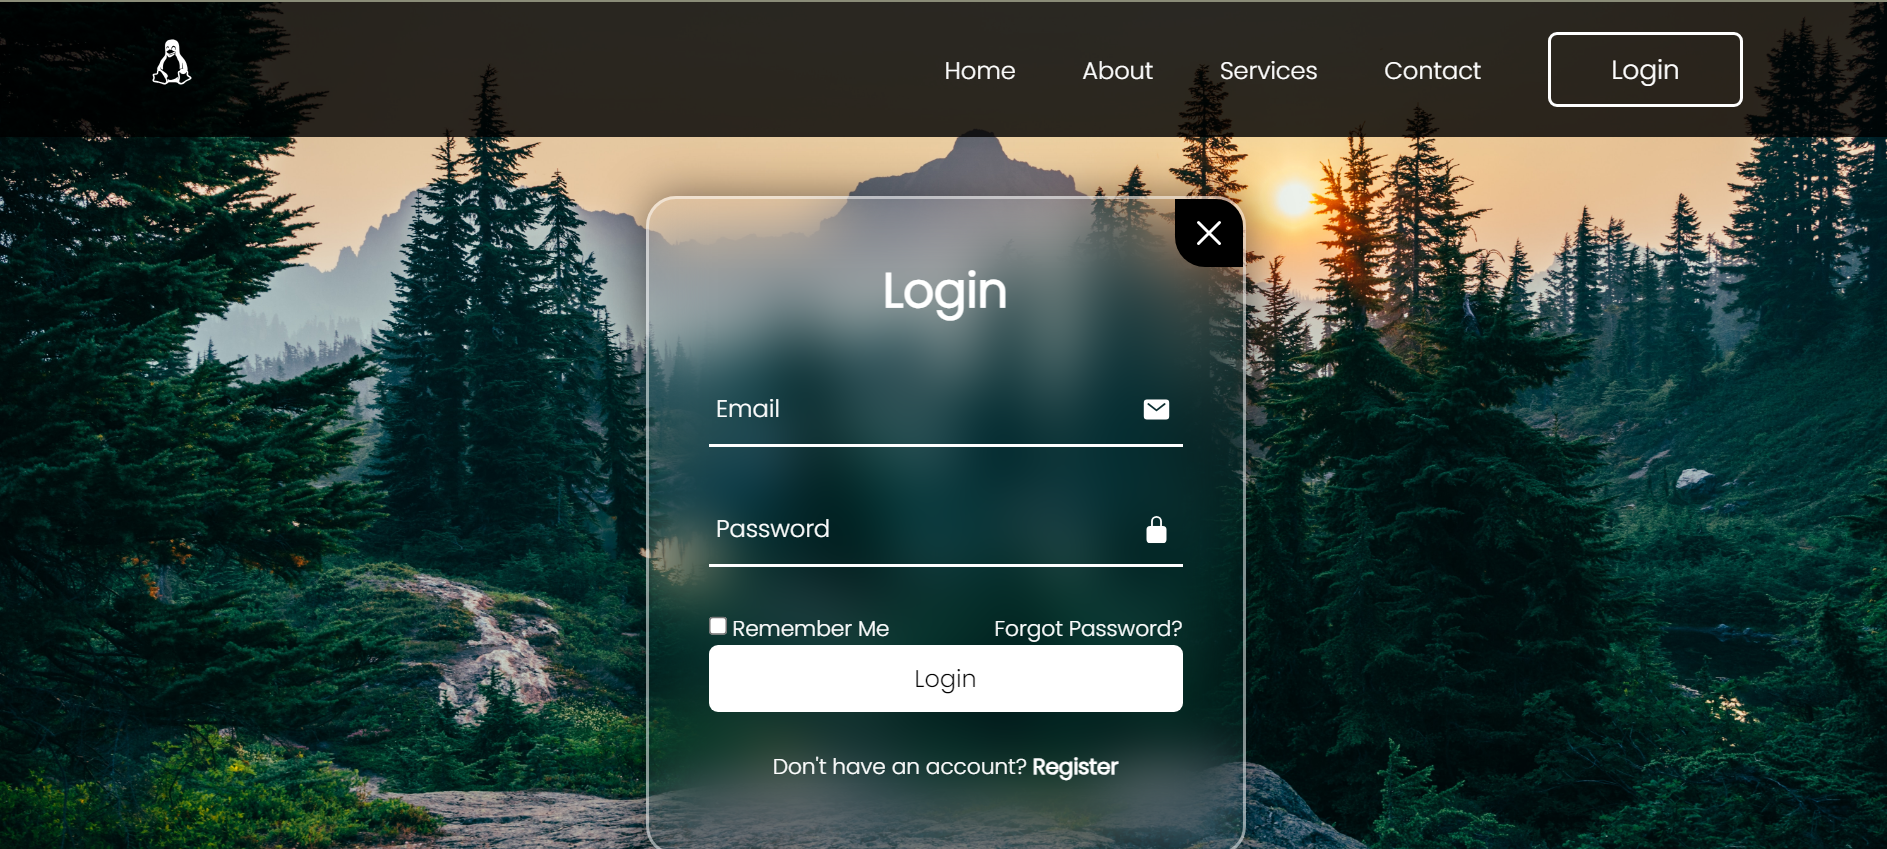 Home About Services Contact Login
Login
Email
Password
Remember Me Forgot Password?
Login
Don't have an account? Register